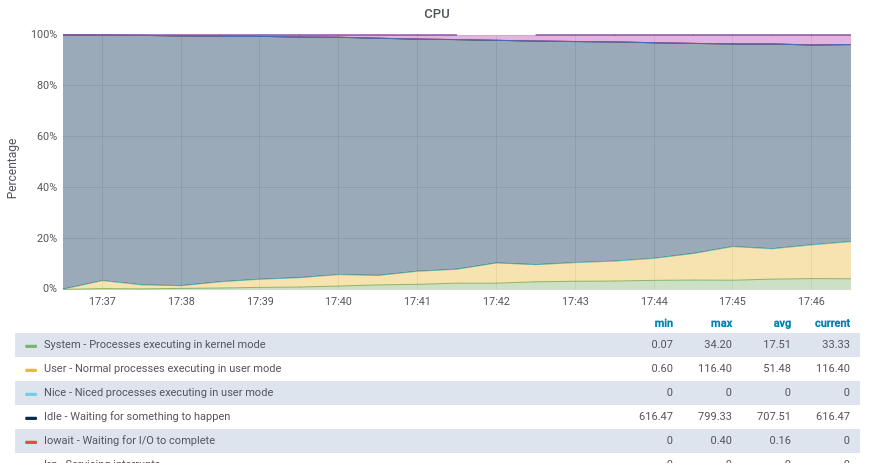 CPU
100%
80%
60%
40%
20%
0%
Percentage
17:37 17:38 17:39 17:40 17:41 17:42 17:43 17:44 17:45 17:46
min max avg current
System - Processes executing in kernel mode 0.07 34.20 17.51 33.33
User - Normal processes executing in user mode 0.60 116.40 51.48 116.40
Nice - Niced processes executing in user mode 0 0 0 0
Idle - Waiting for something to happen 616.47 799.33 707.51 616.47
Iowait - Waiting for I/O to complete 0 0.40 0.16 0